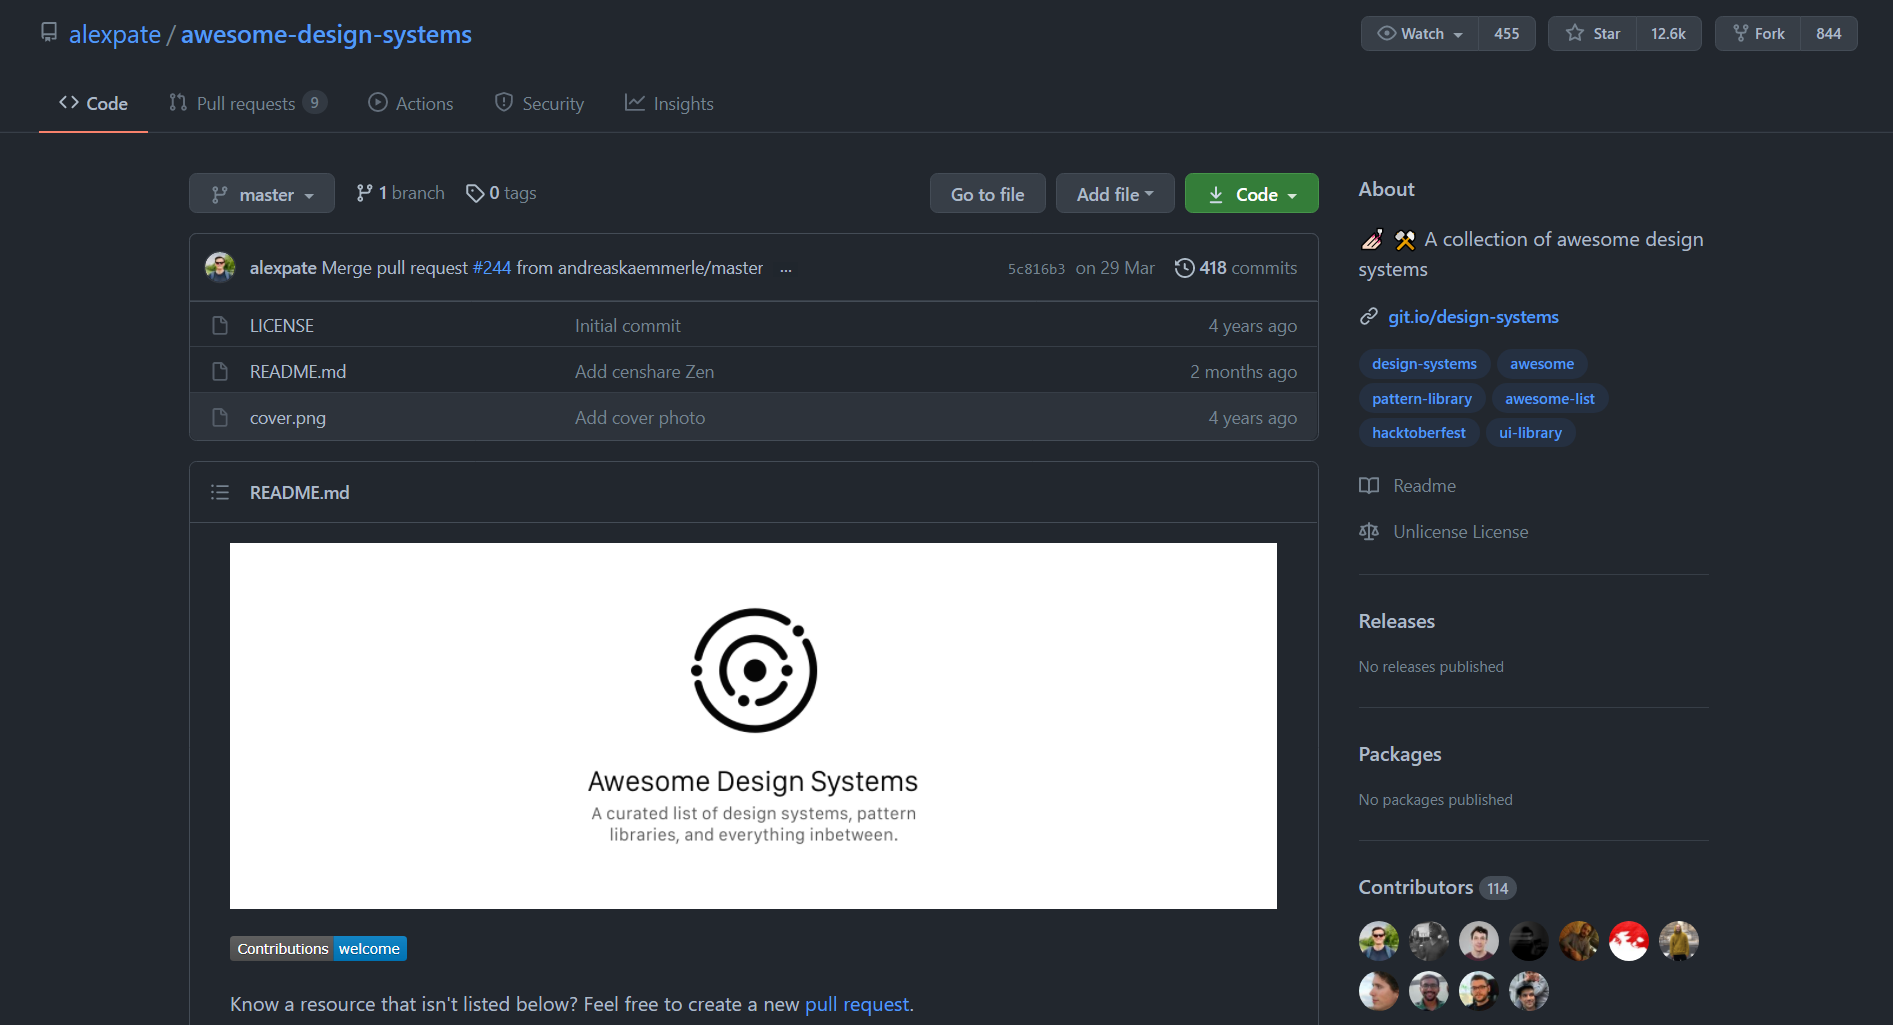 alexpate / awesome-design-systems
Watch 455 Star 12.6k Fork 844
Code Pull requests 9 Actions Security Insights
master 1 branch 0 tags Go to file Add file Code
alexpate Merge pull request #244 from andreaskaemmerle/master ... 5c816b3 on 29 Mar 418 commits
LICENSE Initial commit 4 years ago
README.md Add censhare Zen 2 months ago
cover.png Add cover photo 4 years ago
README.md
Awesome Design Systems
A curated list of design systems, pattern
libraries, and everything inbetween.
Contributions welcome
Know a resource that isn't listed below? Feel free to create a new pull request.
About
A collection of awesome design
systems
git.io/design-systems
design-systems awesome
pattern-library awesome-list
hacktoberfest ui-library
Readme
Unlicense License
Releases
No releases published
Packages
No packages published
Contributors 114